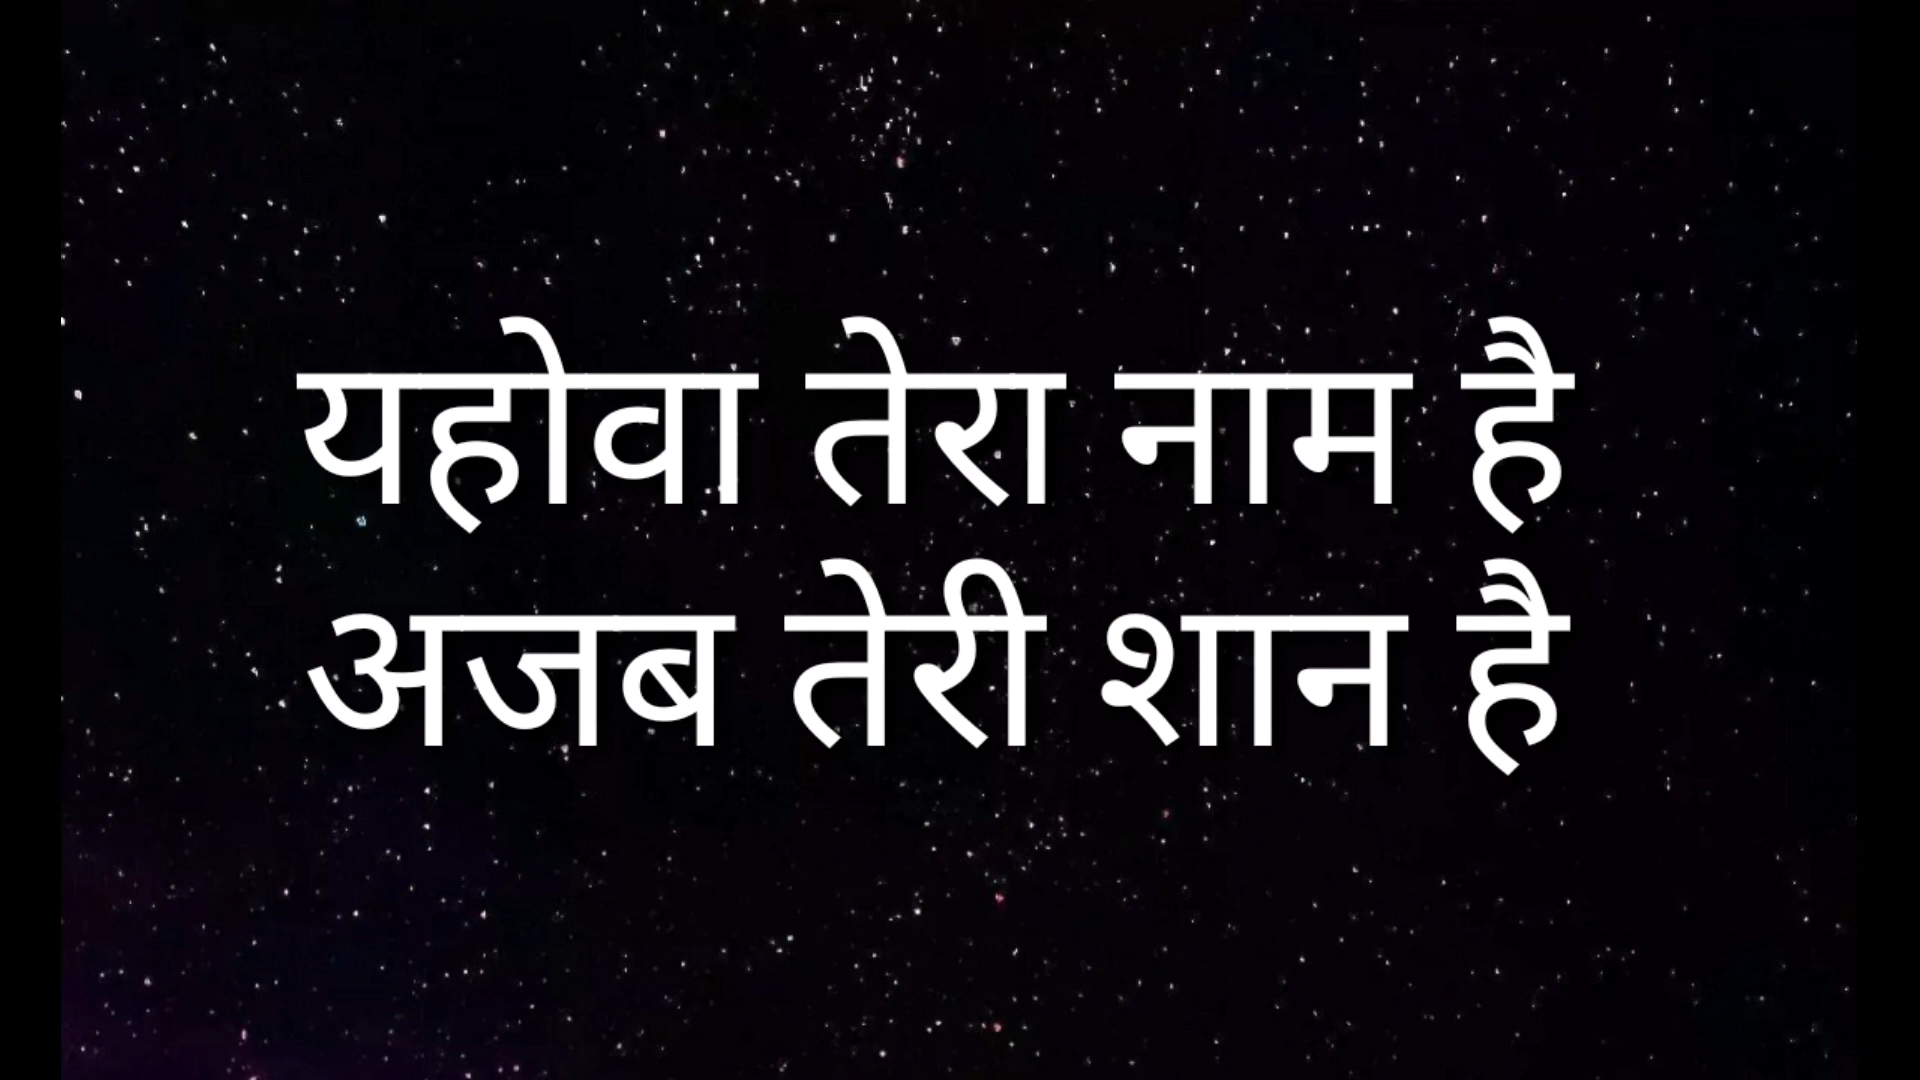 यहोवा तेरा नाम है
अजब तेरी शान है